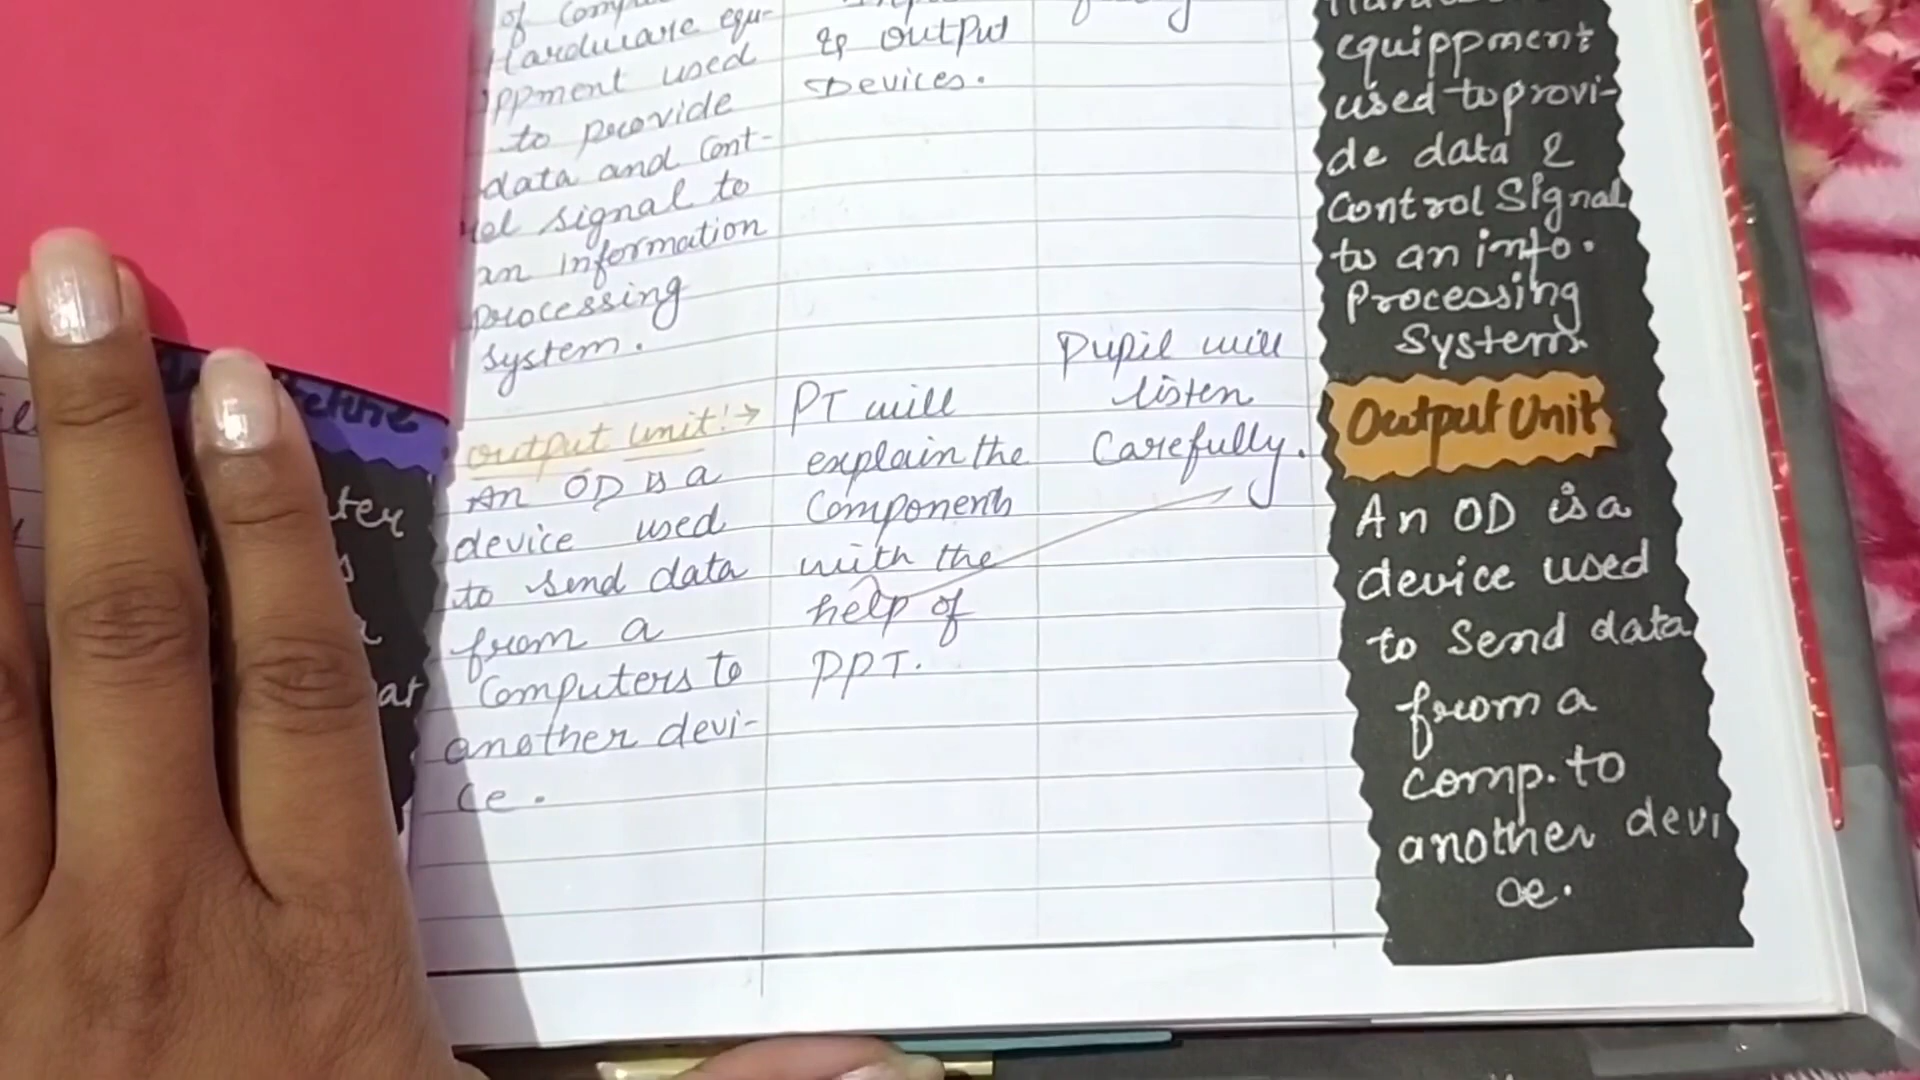 of
Hardware equ-
ippment used
to provide
data and cont-
rol signal to
an information
processing
system.
output unit:→
An OD is a
device used
to send data
from a
Computers to
another devi-
ce.
& output
Devices.
PT will
explain the
Components
with the
help of
PPT.
Pupil will
listen
Carefully.
equippment
used to provi-
de data &
Control Signal
to an info.
Processing
System
Output Unit
An OD is a
device used
to Send data
from a
comp. to
another devi
ce.
ter
s
at